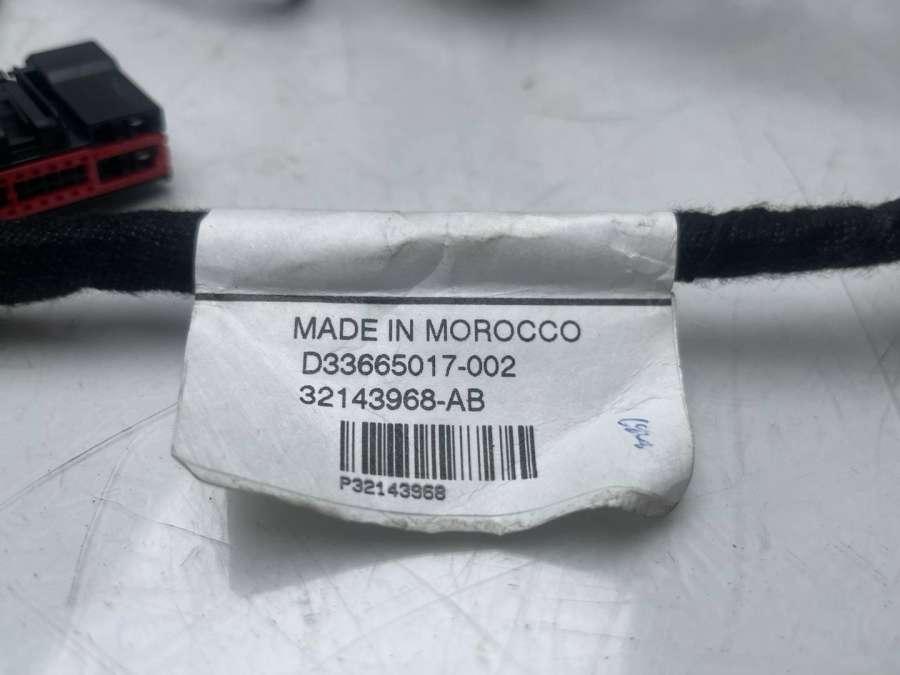 MADE IN MOROCCO
D33665017-002
32143968-AB
P32143968